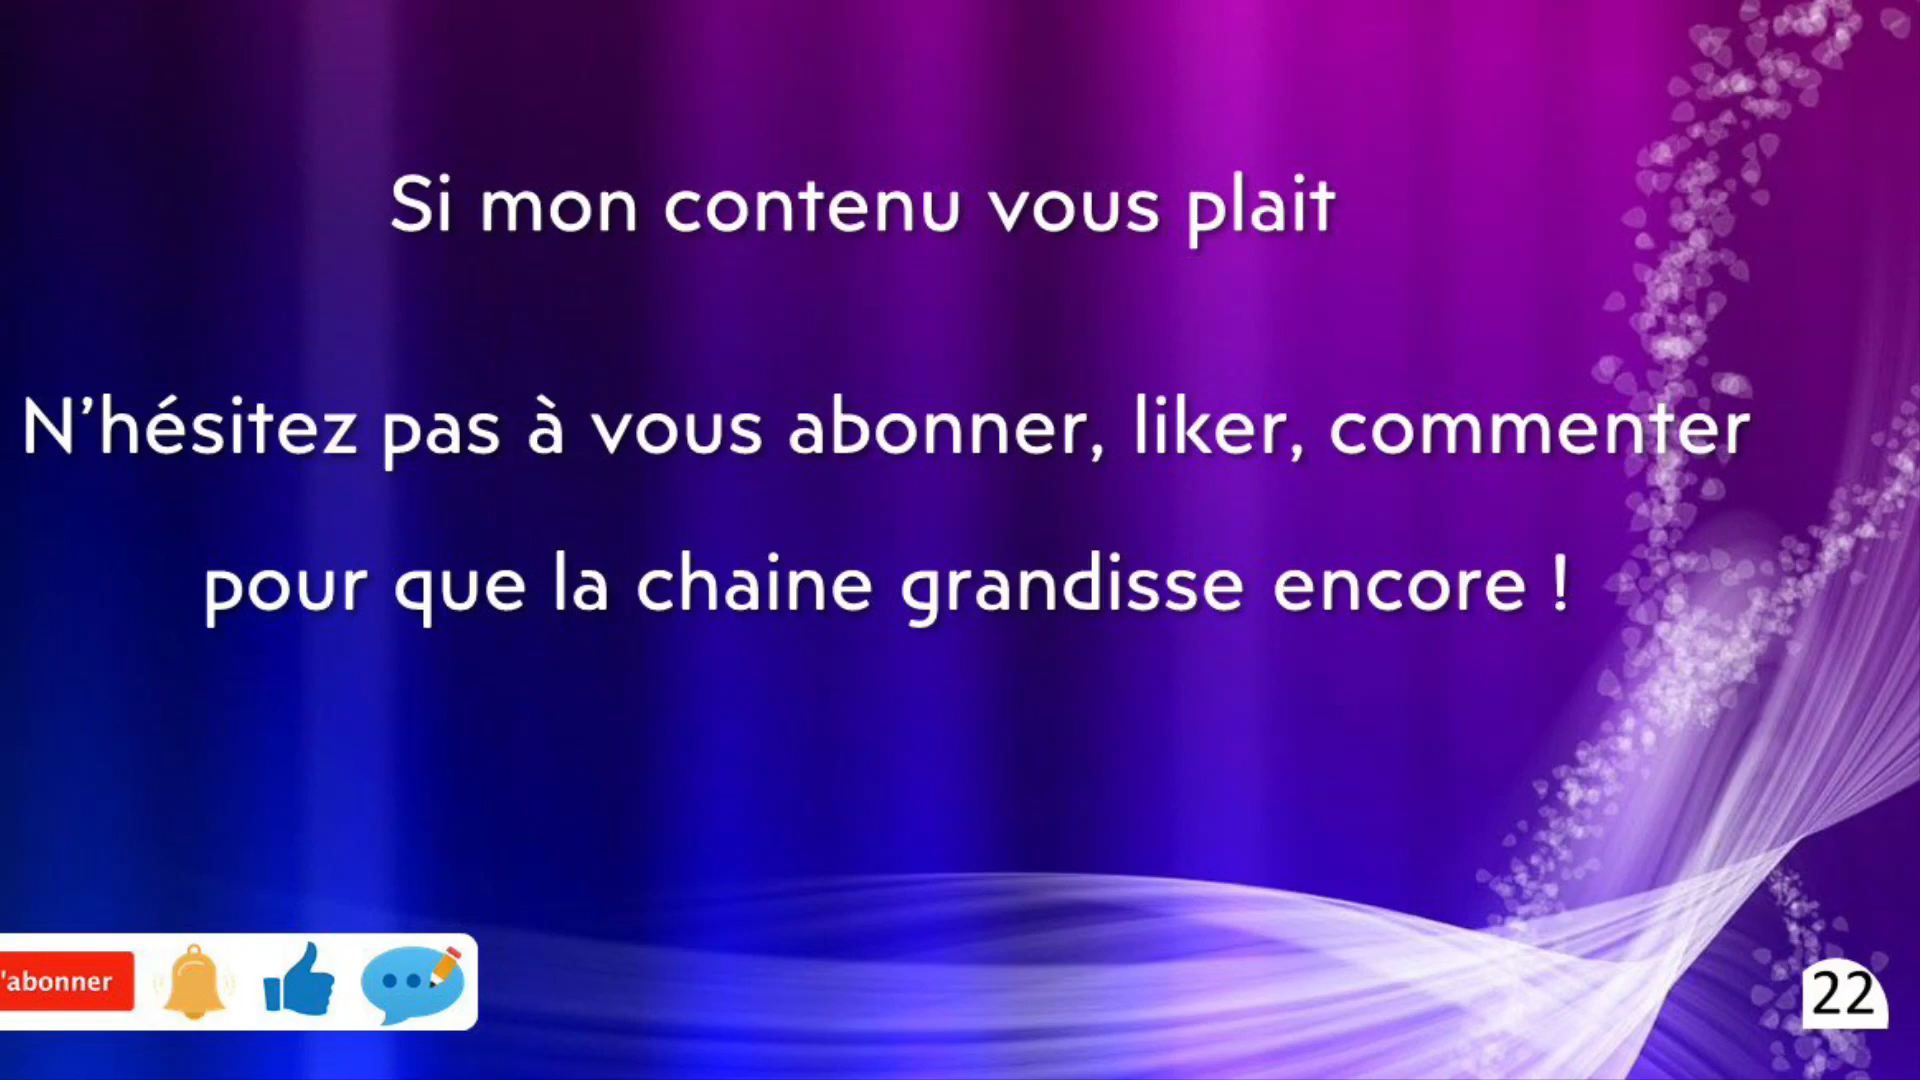 Si mon contenu vous plait
N’hésitez pas à vous abonner, liker, commenter
pour que la chaine grandisse encore !
'abonner
22